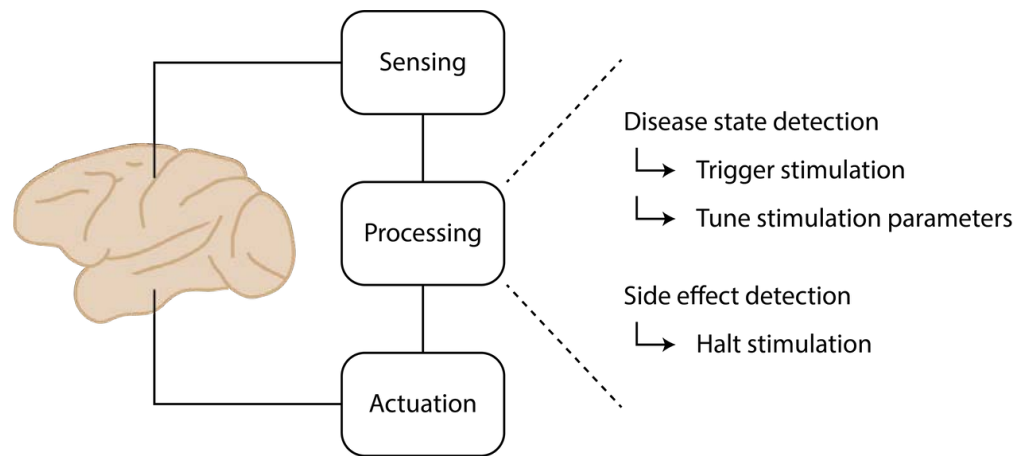 Sensing
Processing
Actuation
Disease state detection
Trigger stimulation
Tune stimulation parameters
Side effect detection
Halt stimulation